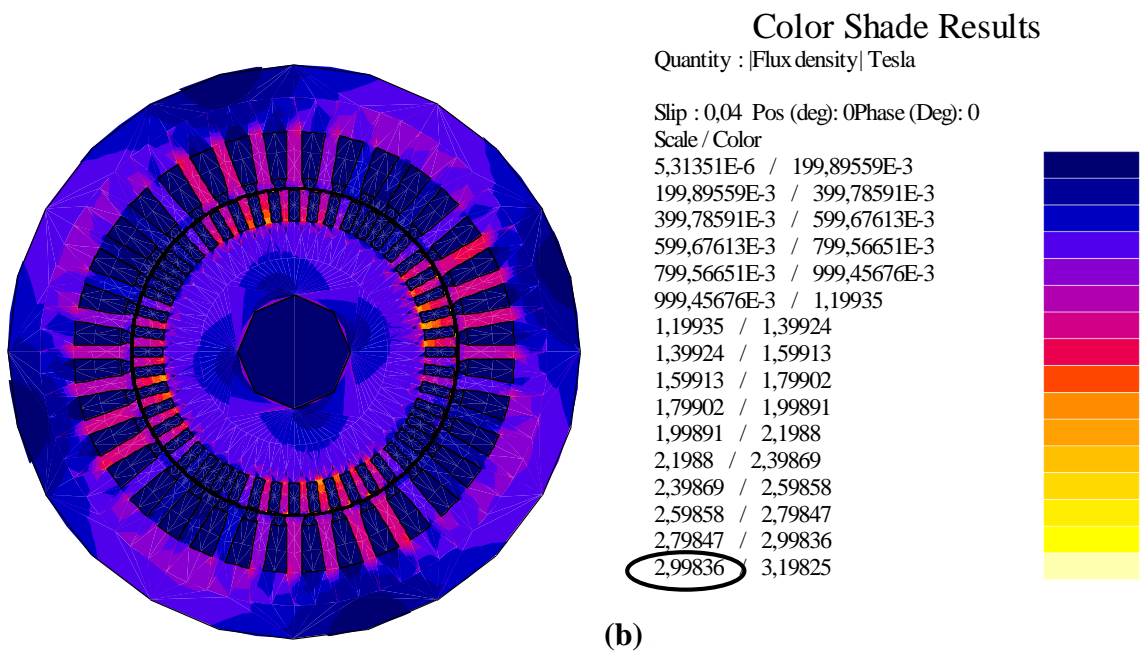 Color Shade Results
Quantity : |Flux density| Tesla
Slip : 0,04 Pos (deg): 0Phase (Deg): 0
Scale / Color
5,31351E-6 / 199,89559E-3
199,89559E-3 / 399,78591E-3
399,78591E-3 / 599,67613E-3
599,67613E-3 / 799,56651E-3
799,56651E-3 / 999,45676E-3
999,45676E-3 / 1,19935
1,19935 / 1,39924
1,39924 / 1,59913
1,59913 / 1,79902
1,79902 / 1,99891
1,99891 / 2,1988
2,1988 / 2,39869
2,39869 / 2,59858
2,59858 / 2,79847
2,79847 / 2,99836
2,99836 / 3,19825
(b)